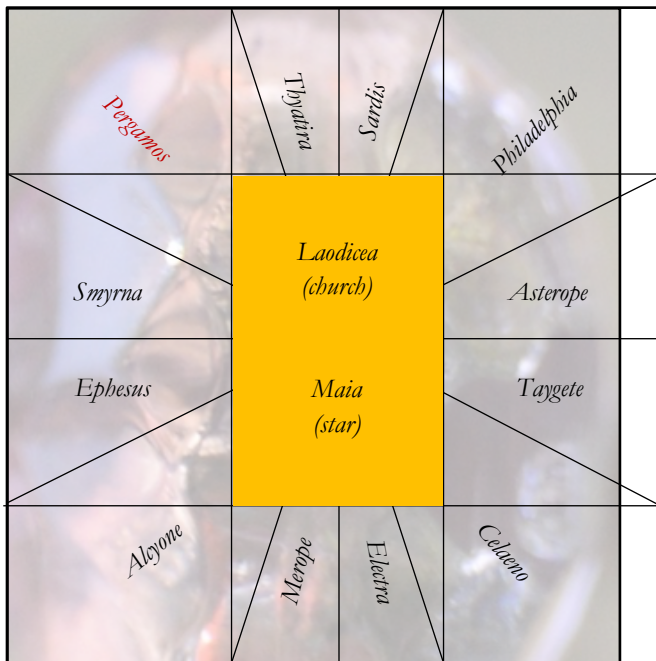 Pergamos
Thyatira
Sardis
Philadelphia
Laodicea
(church)
Smyrna
Asterope
Ephesus
Maia
(star)
Taygete
Alcyone
Merope
Electra
Celaeno